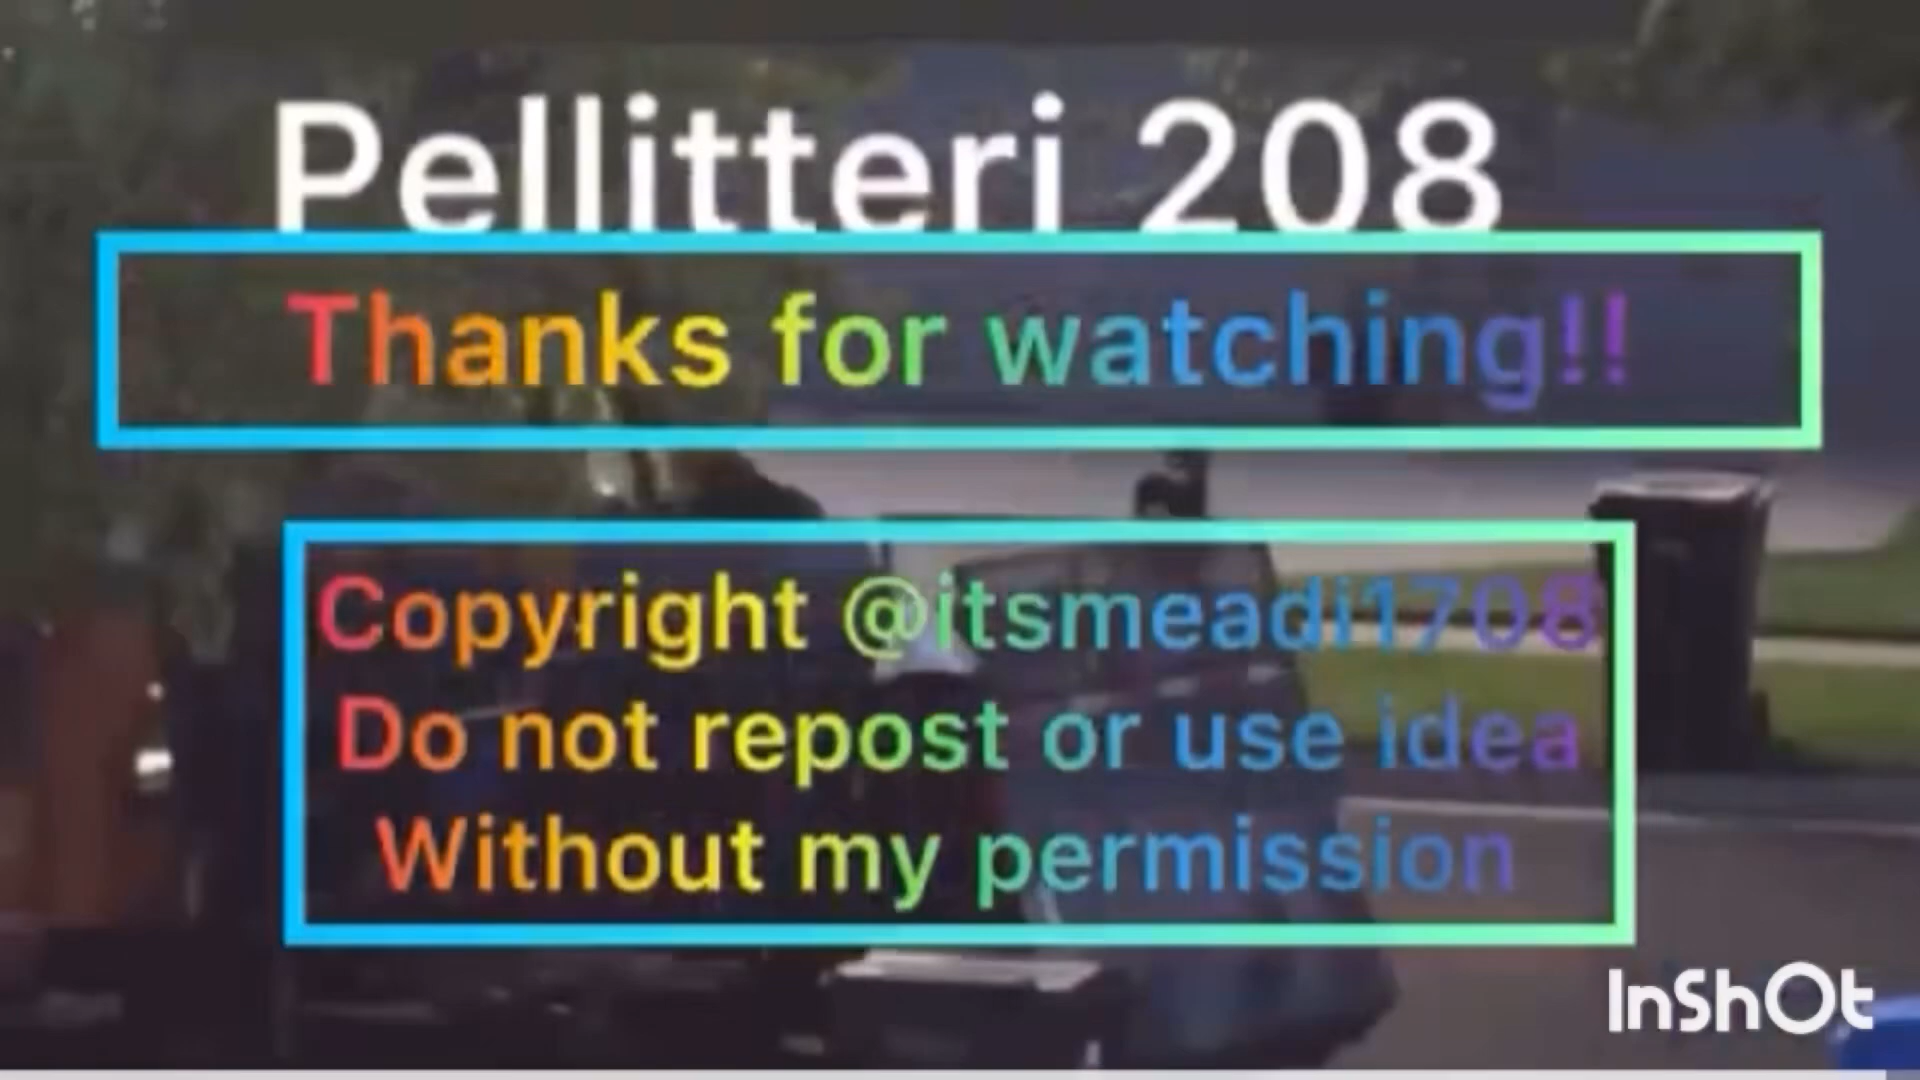 Pellitteri 208
Thanks for watching!!
Copyright @itsmeadi1708
Do not repost or use idea
Without my permission
InShOt